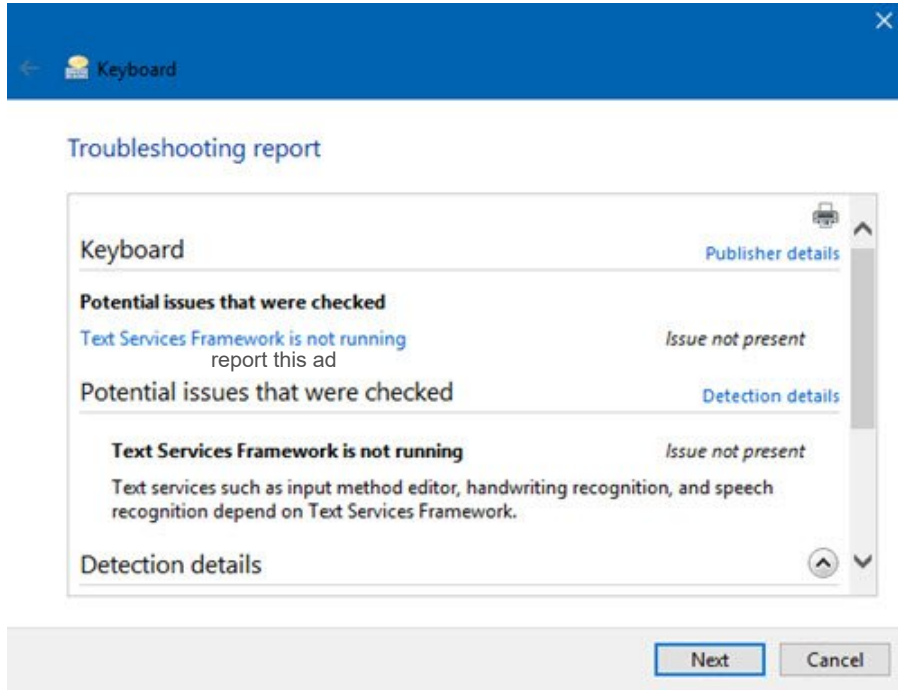 Keyboard
Troubleshooting report
Keyboard
Publisher details
Potential issues that were checked
Text Services Framework is not running
Issue not present
report this ad
Potential issues that were checked
Detection details
Text Services Framework is not running
Issue not present
Text services such as input method editor, handwriting recognition, and speech
recognition depend on Text Services Framework.
Detection details
Next
Cancel